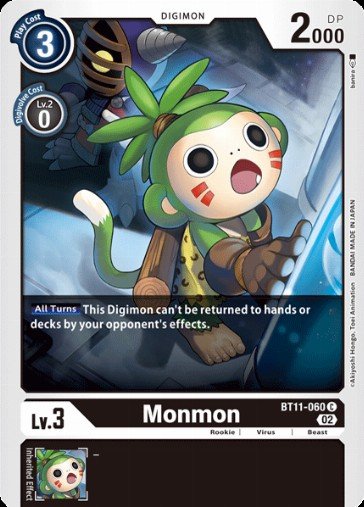 Play Cost
3
DIGIMON
2000
DP
Digivolve Cost
Lv.2
0
banira
©Akiyoshi Hongo, Toei Animation BANDAI MADE IN JAPAN
All Turns This Digimon can't be returned to hands or
decks by your opponent's effects.
BT11-060 C
Lv.3
Monmon
02
Rookie | Virus | Beast
Inherited Effect
-